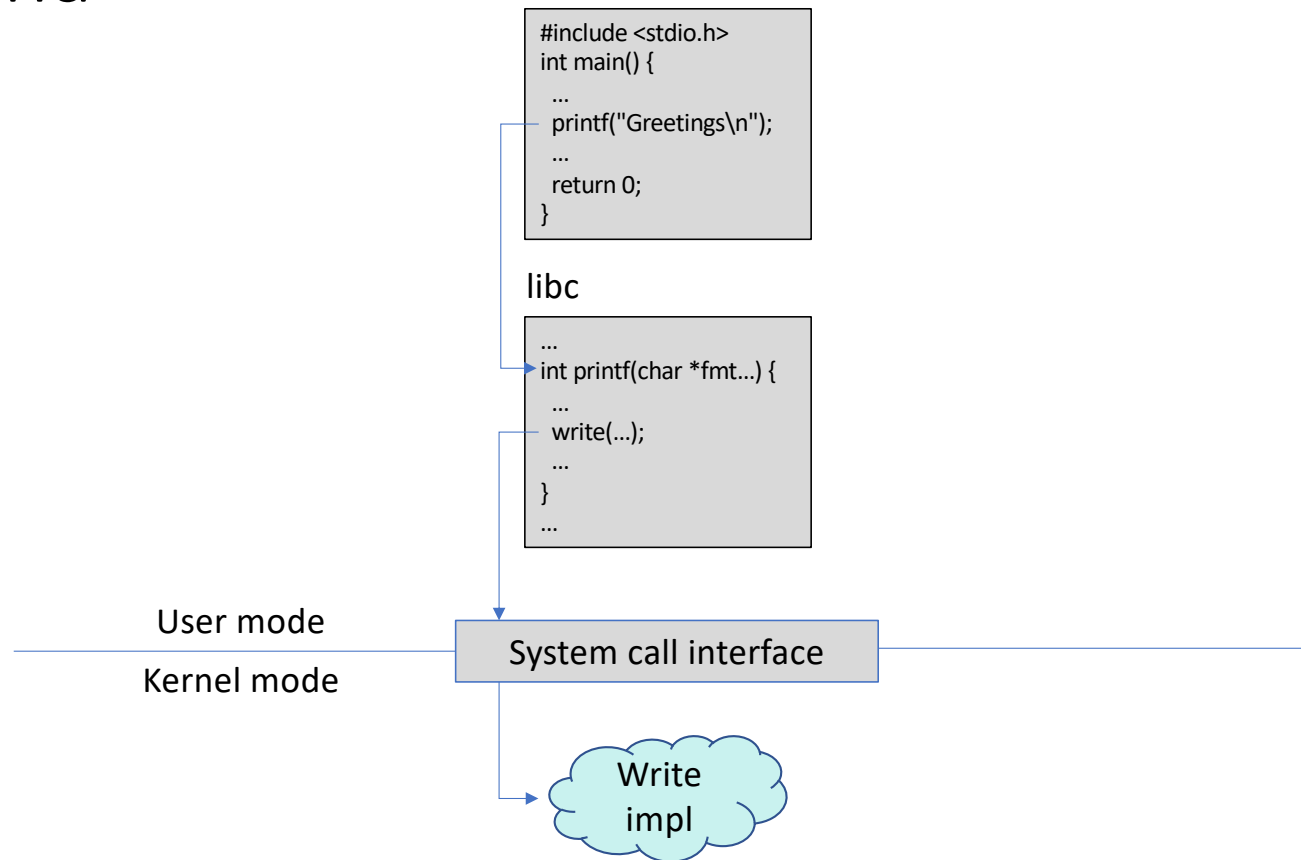 #include <stdio.h>
int main() {
...
printf("Greetings\n");
...
return 0;
}
libc
...
int printf(char *fmt...) {
...
write(...);
...
}
...
User mode
System call interface
Kernel mode
Write
impl